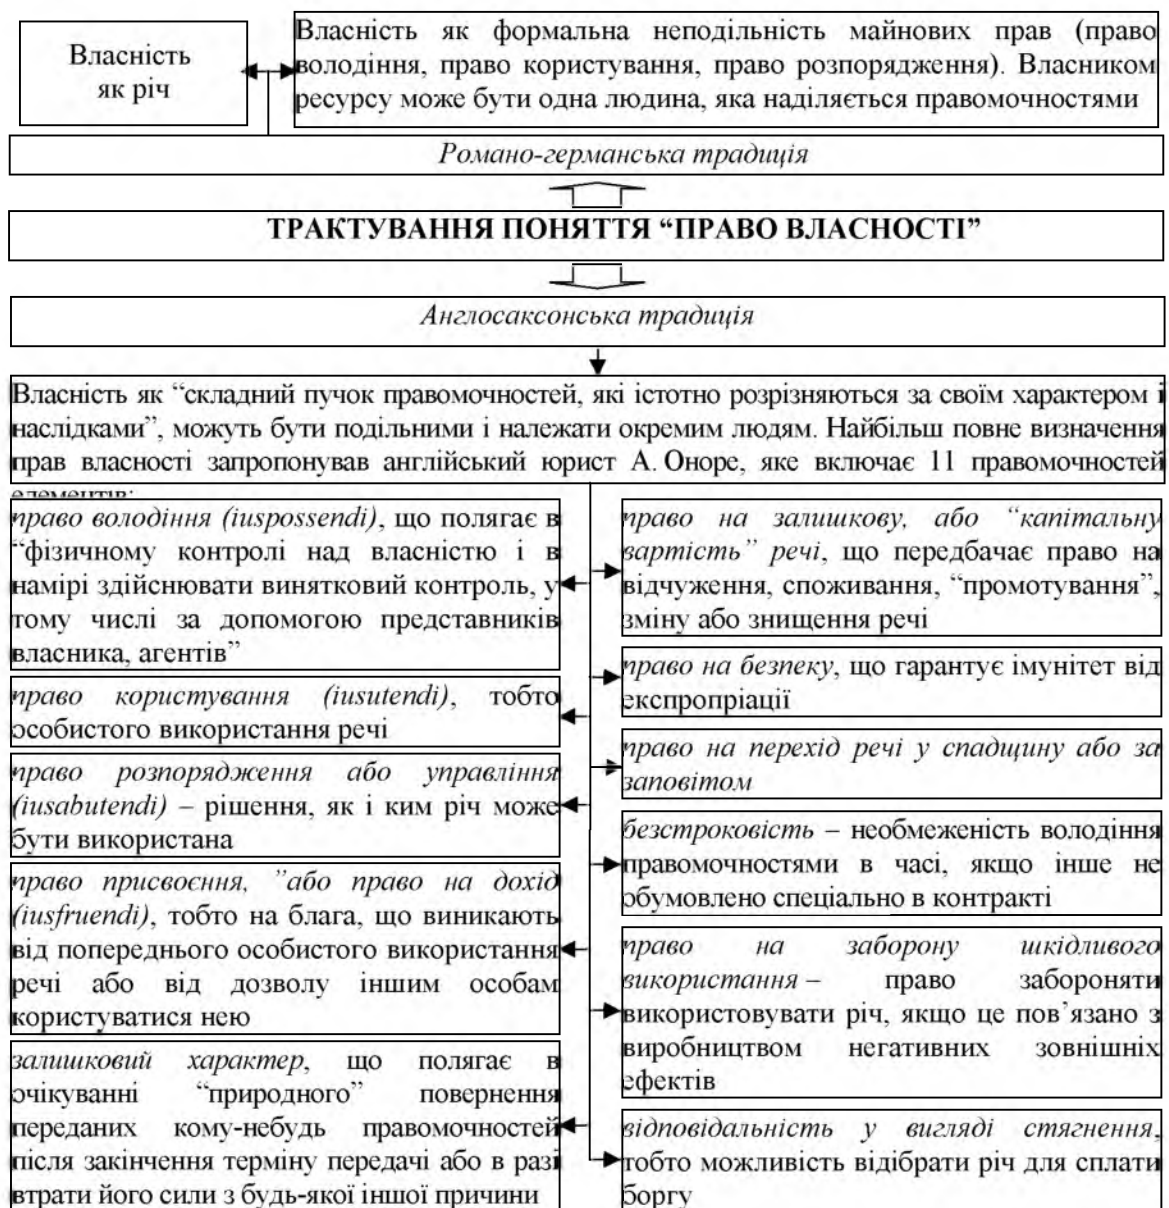 Власність
як річ
Власність як формальна неподільність майнових прав (право
володіння, право користування, право розпорядження). Власником
ресурсу може бути одна людина, яка наділяється правомочностями
Романо-германська традиція
ТРАКТУВАННЯ ПОНЯТТЯ “ПРАВО ВЛАСНОСТІ”
Англосаксонська традиція
Власність як “складний пучок правомочностей, які істотно розрізняються за своїм характером і
наслідками”, можуть бути подільними і належати окремим людям. Найбільш повне визначення
прав власності запропонував англійський юрист А. Оноре, яке включає 11 правомочностей
елементів:
право володіння (iuspossendi), що полягає в
“фізичному контролі над власністю і в
намірі здійснювати винятковий контроль, у
тому числі за допомогою представників
власника, агентів”
право користування (iusutendi), тобто
особистого використання речі
право розпорядження або управління
(iusabutendi) – рішення, як і ким річ може
бути використана
право присвоєння, ”або право на дохід
(iusfruendi), тобто на блага, що виникають
від попереднього особистого використання
речі або від дозволу іншим особам
користуватися нею
залишковий характер, що полягає в
очікуванні “природного” повернення
переданих кому-небудь правомочностей
після закінчення терміну передачі або в разі
втрати його сили з будь-якої іншої причини
право на залишкову, або “капітальну
вартість” речі, що передбачає право на
відчуження, споживання, “промотування”,
зміну або знищення речі
право на безпеку, що гарантує імунітет від
експропріації
право на перехід речі у спадщину або за
заповітом
безстроковість – необмеженість володіння
правомочностями в часі, якщо інше не
обумовлено спеціально в контракті
право на заборону шкідливого
використання – право забороняти
використовувати річ, якщо це пов’язано з
виробництвом негативних зовнішніх
ефектів
відповідальність у вигляді стягнення,
тобто можливість відібрати річ для сплати
боргу